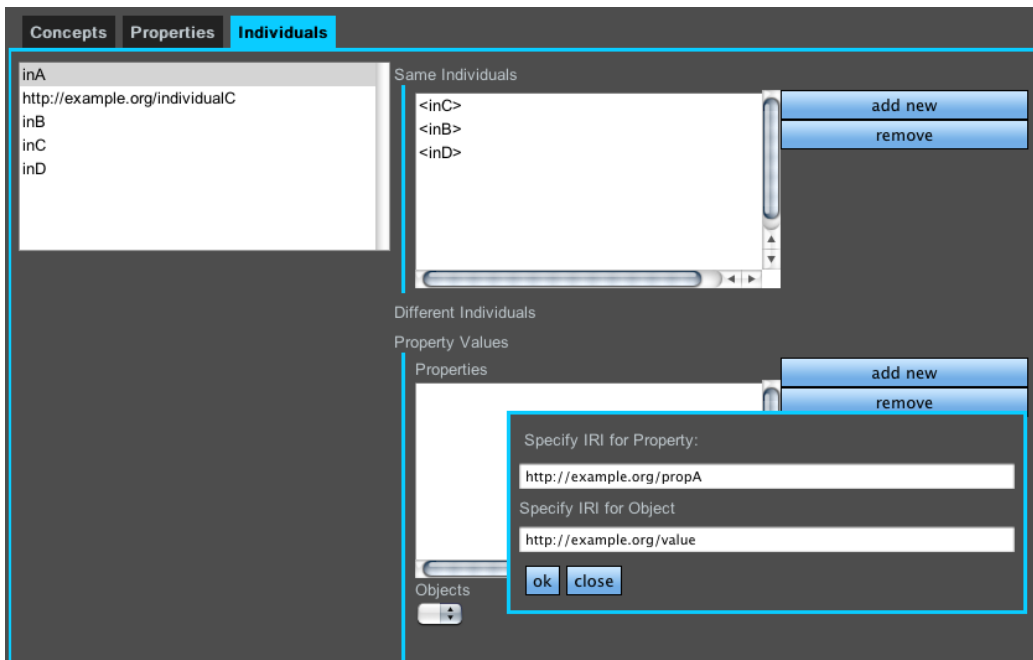 Concepts Properties Individuals
inA
http://example.org/individualC
inB
inC
inD
Same Individuals
<inC>
<inB>
<inD>
add new
remove
Different Individuals
Property Values
Properties
add new
remove
Specify IRI for Property:
http://example.org/propA
Specify IRI for Object
http://example.org/value
ok close
Objects